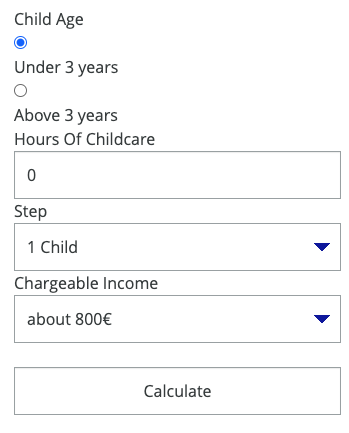 Child Age
Under 3 years
Above 3 years
Hours Of Childcare
0
Step
1 Child
Chargeable Income
about 800€
Calculate